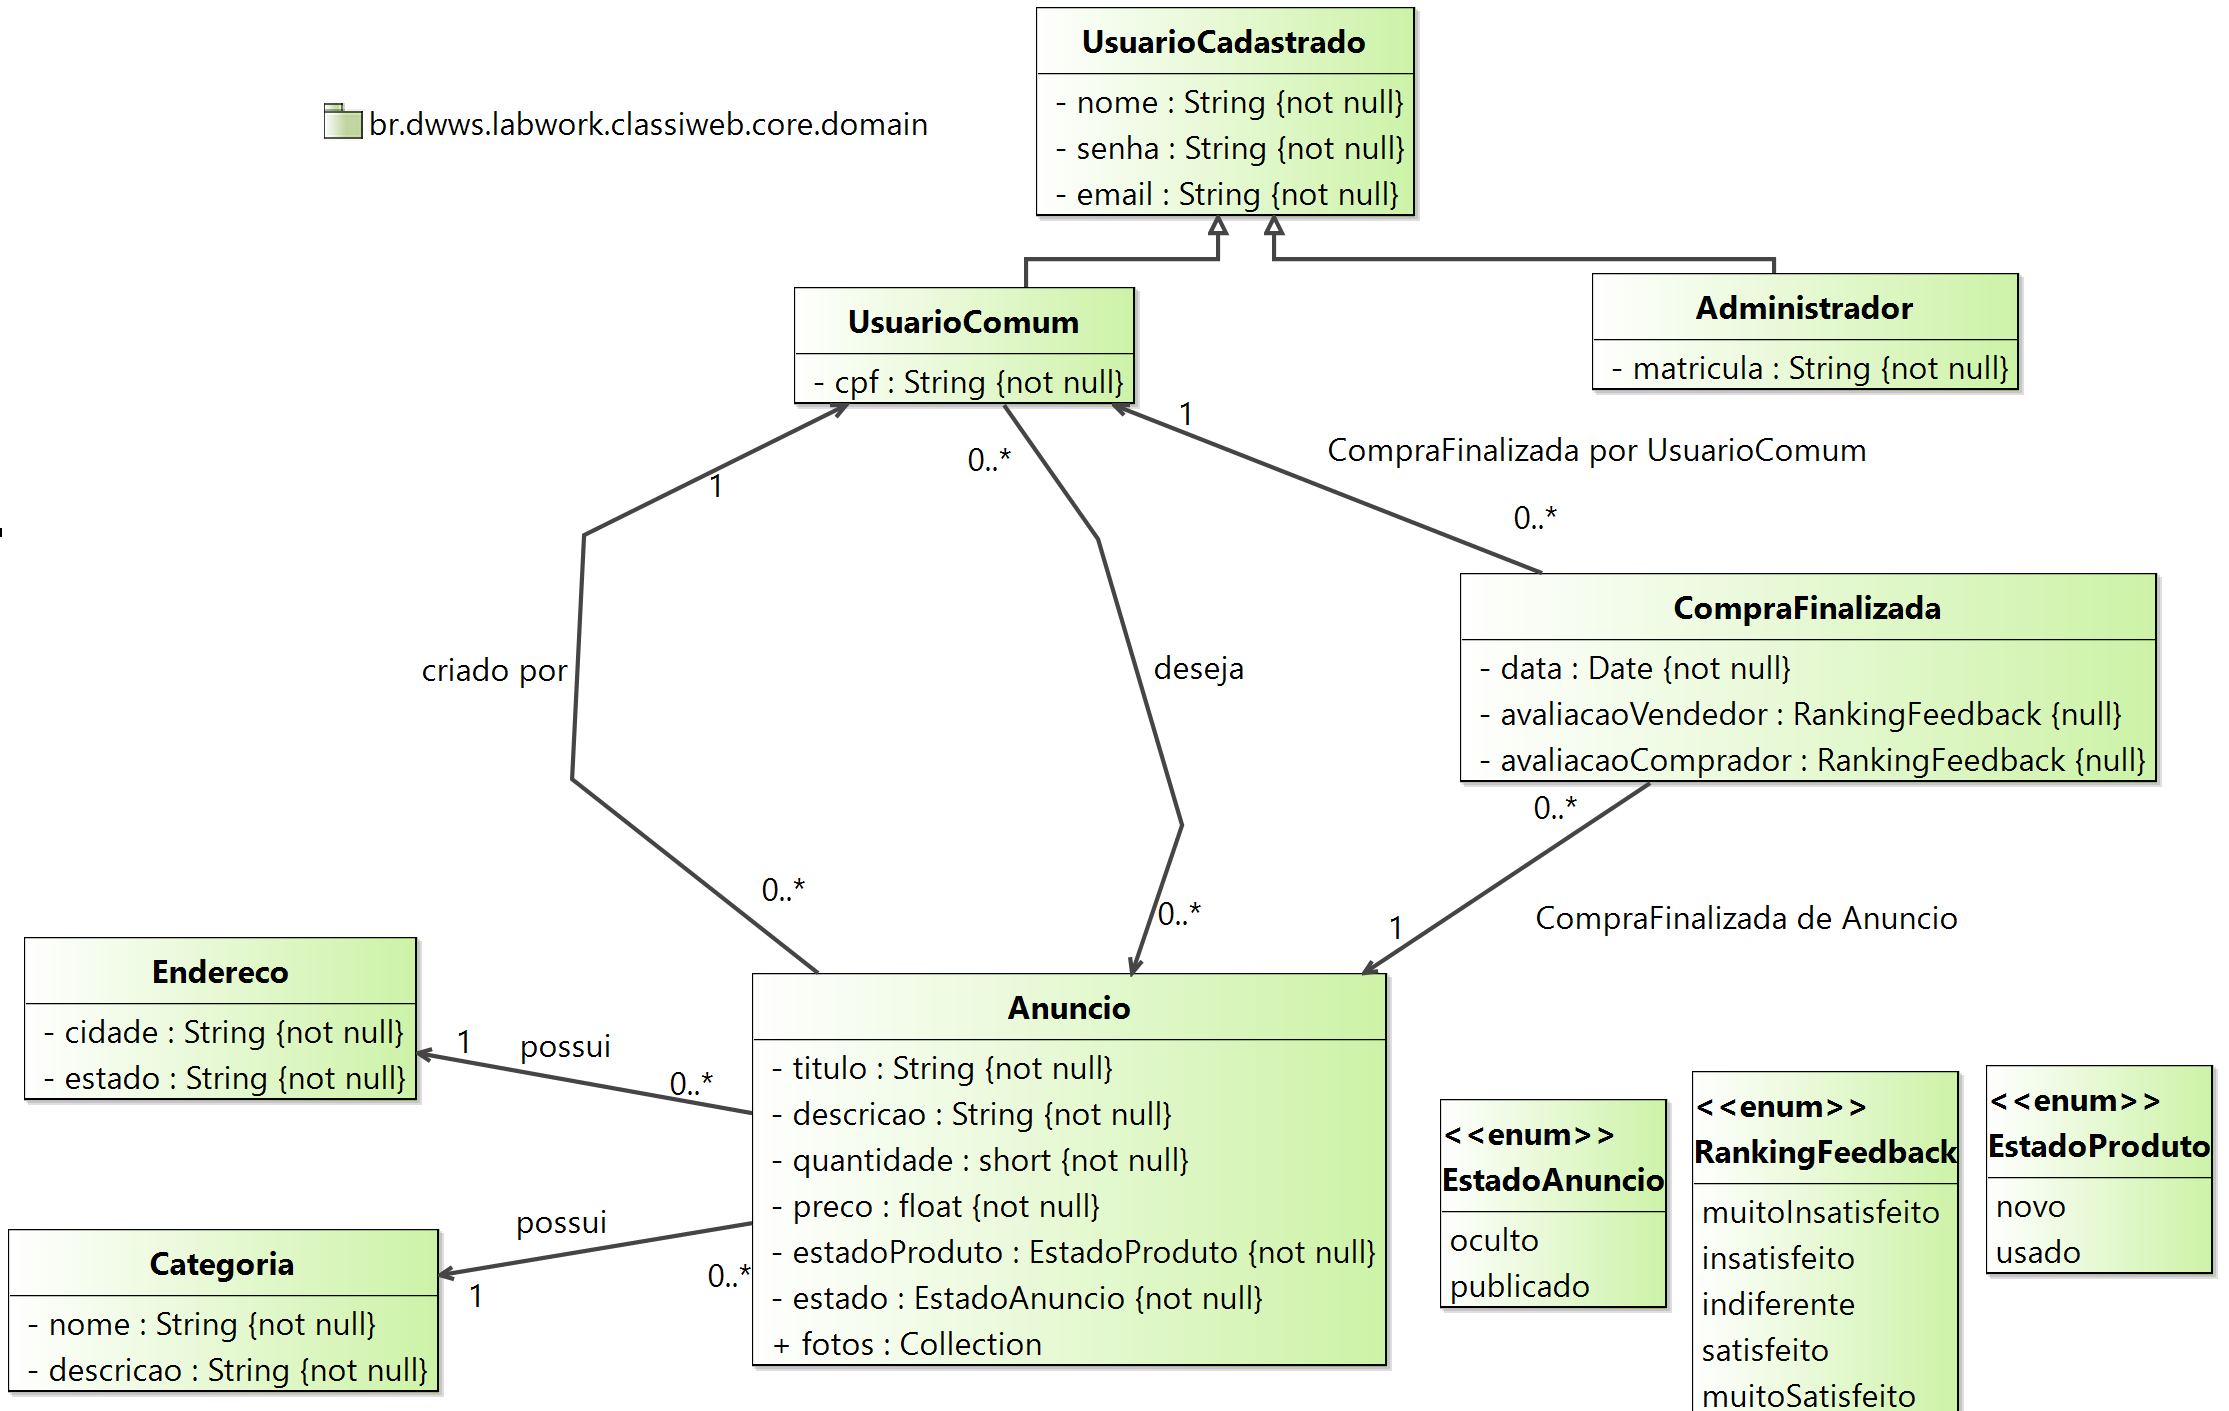 UsuarioCadastrado
- nome : String {not null}
- senha : String {not null}
- email : String {not null}
br.dwws.labwork.classiweb.core.domain
UsuarioComum
- cpf : String {not null}
Administrador
- matricula : String {not null}
1
0..*
1
CompraFinalizada por UsuarioComum
0..*
criado por
deseja
CompraFinalizada
- data : Date {not null}
- avaliacaoVendedor : RankingFeedback {null}
- avaliacaoComprador : RankingFeedback {null}
0..*
0..*
0..*
1
CompraFinalizada de Anuncio
Endereco
- cidade : String {not null}
- estado : String {not null}
1
possui
0..*
Categoria
- nome : String {not null}
- descricao : String {not null}
possui
1
0..*
Anuncio
- titulo : String {not null}
- descricao : String {not null}
- quantidade : short {not null}
- preco : float {not null}
- estadoProduto : EstadoProduto {not null}
- estado : EstadoAnuncio {not null}
+ fotos : Collection
<<enum>>
EstadoAnuncio
oculto
publicado
<<enum>>
RankingFeedback
muitoInsatisfeito
insatisfeito
indiferente
satisfeito
muitoSatisfeito
<<enum>>
EstadoProduto
novo
usado